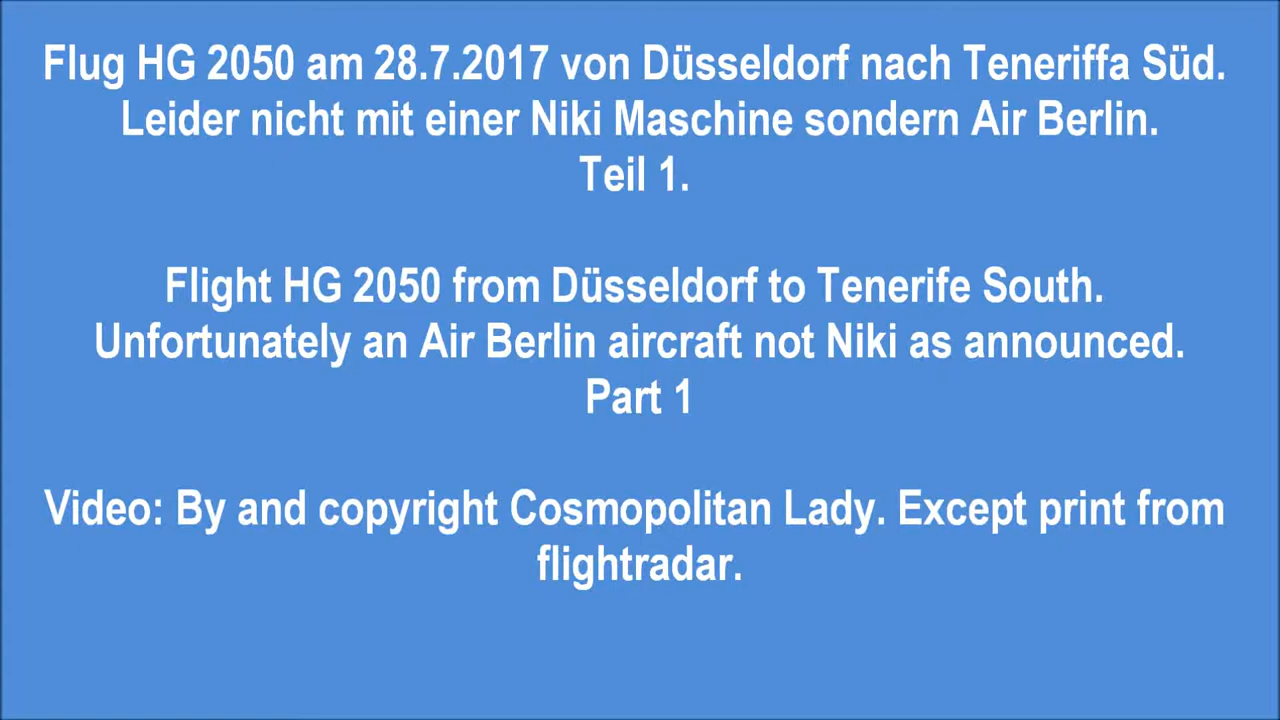 Flug HG 2050 am 28.7.2017 von Düsseldorf nach Teneriffa Süd.
Leider nicht mit einer Niki Maschine sondern Air Berlin.
Teil 1.
Flight HG 2050 from Düsseldorf to Tenerife South.
Unfortunately an Air Berlin aircraft not Niki as announced.
Part 1
Video: By and copyright Cosmopolitan Lady. Except print from
flightradar.